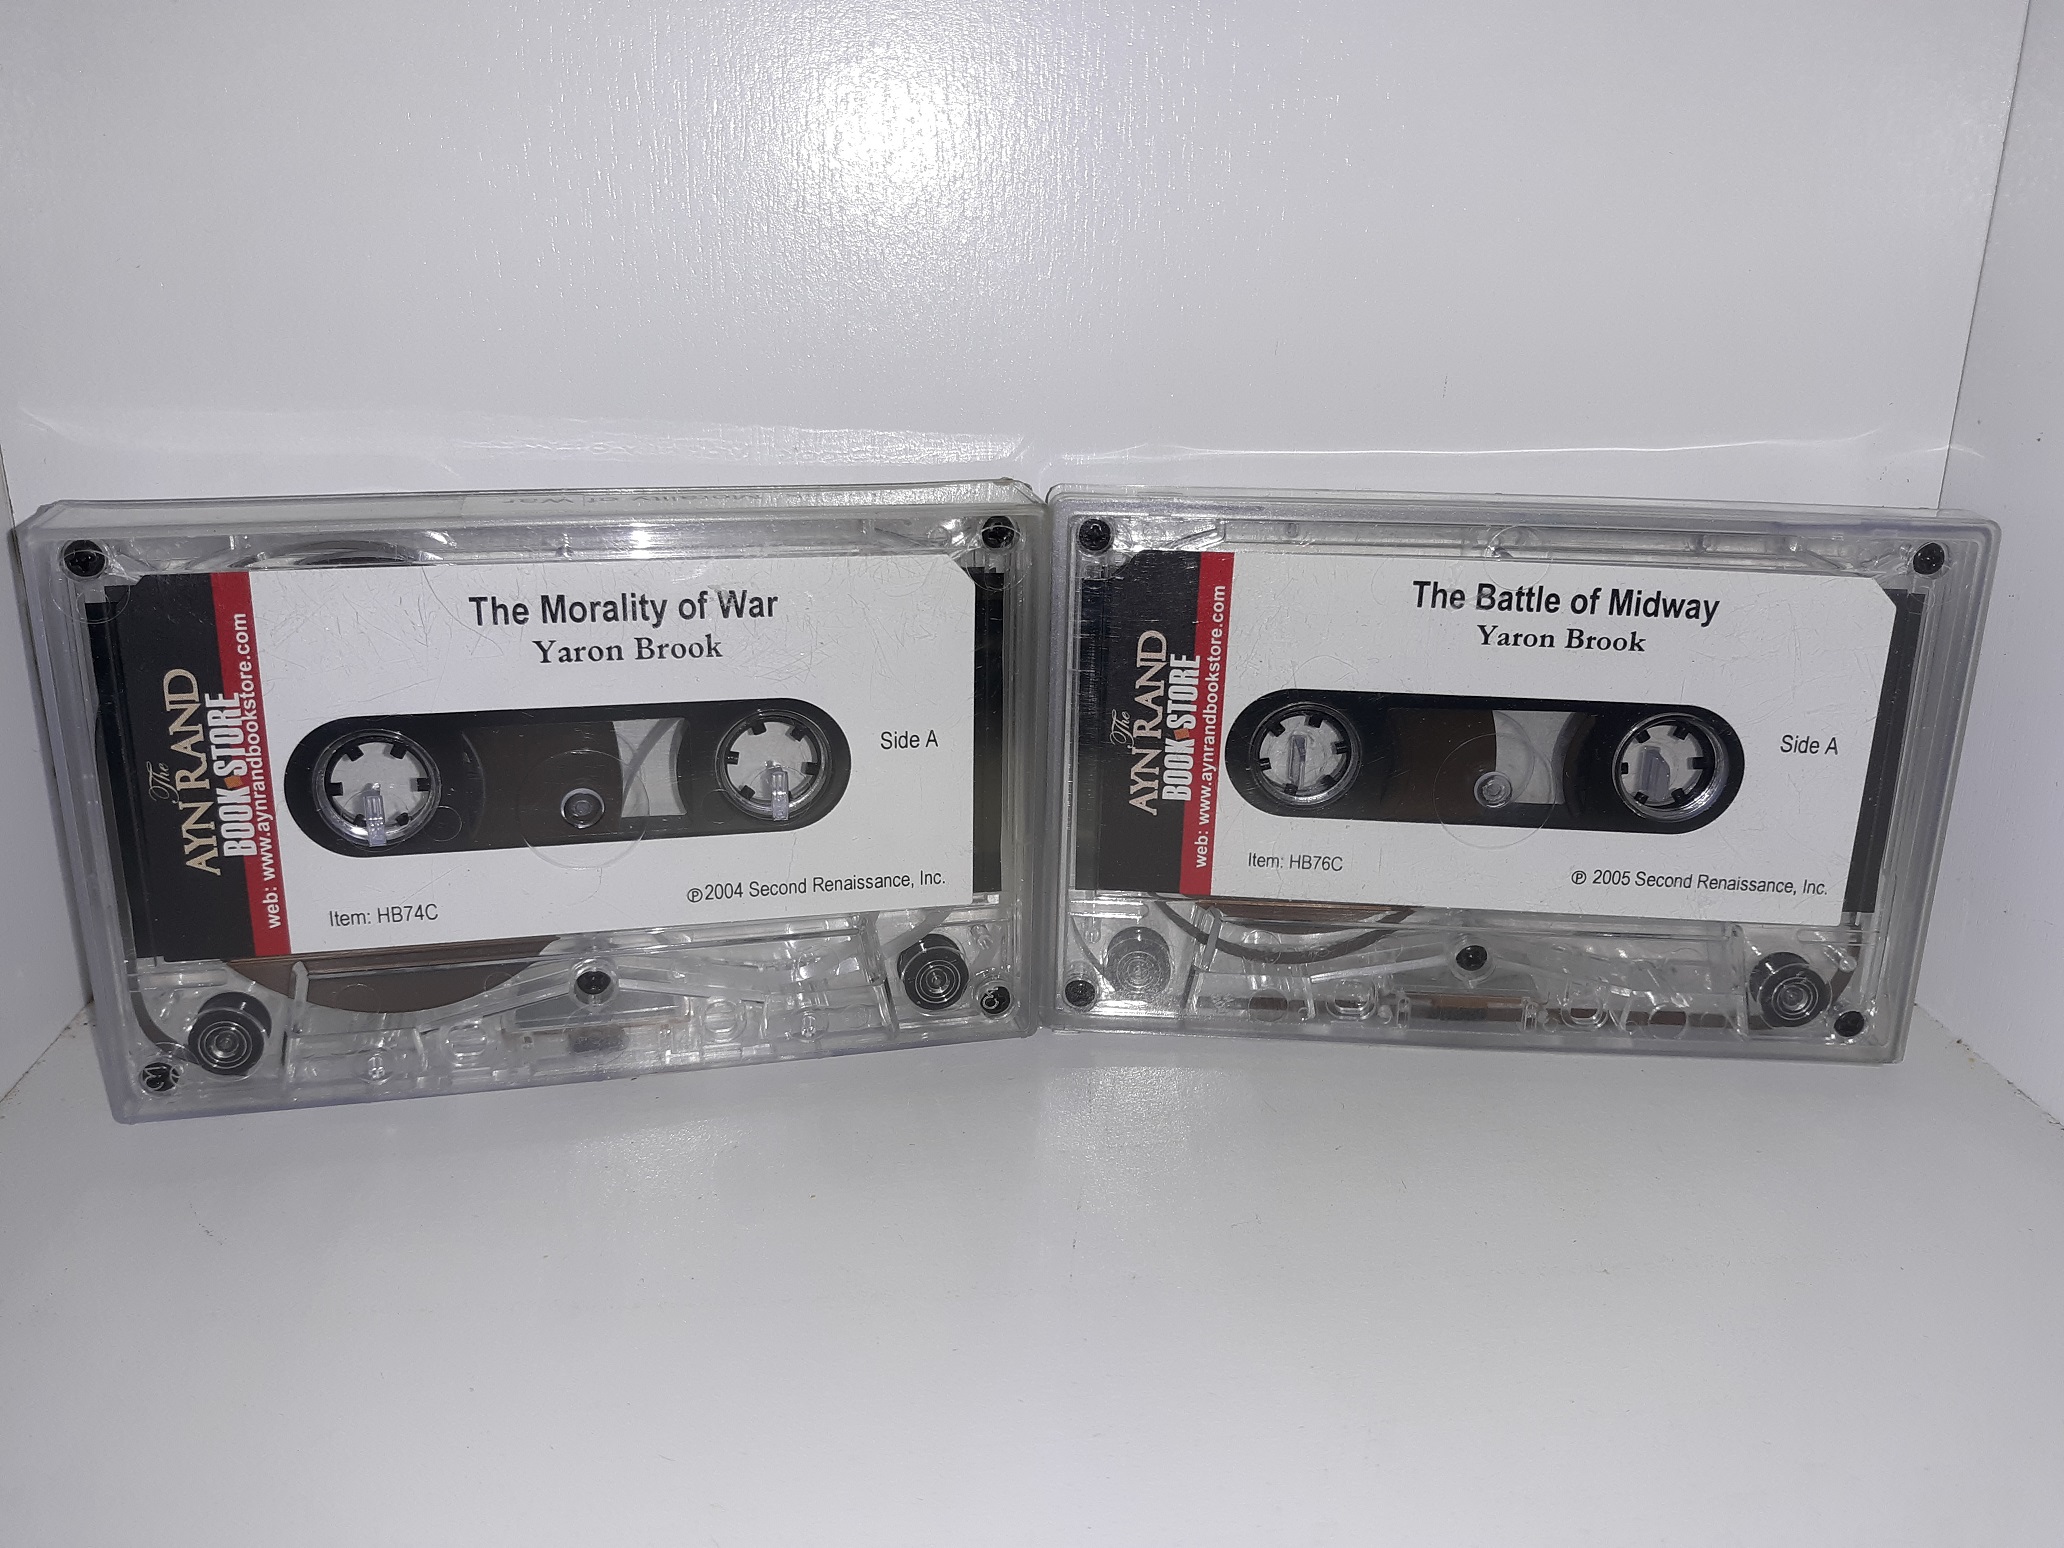 The Morality of War
Yaron Brook
Side A
Item: HB74C
℗ 2004 Second Renaissance, Inc.
The
AYN RAND
BOOK STORE
web: www.aynrandbookstore.com
The Battle of Midway
Yaron Brook
Side A
Item: HB76C
℗ 2005 Second Renaissance, Inc.
The
AYN RAND
BOOK STORE
web: www.aynrandbookstore.com